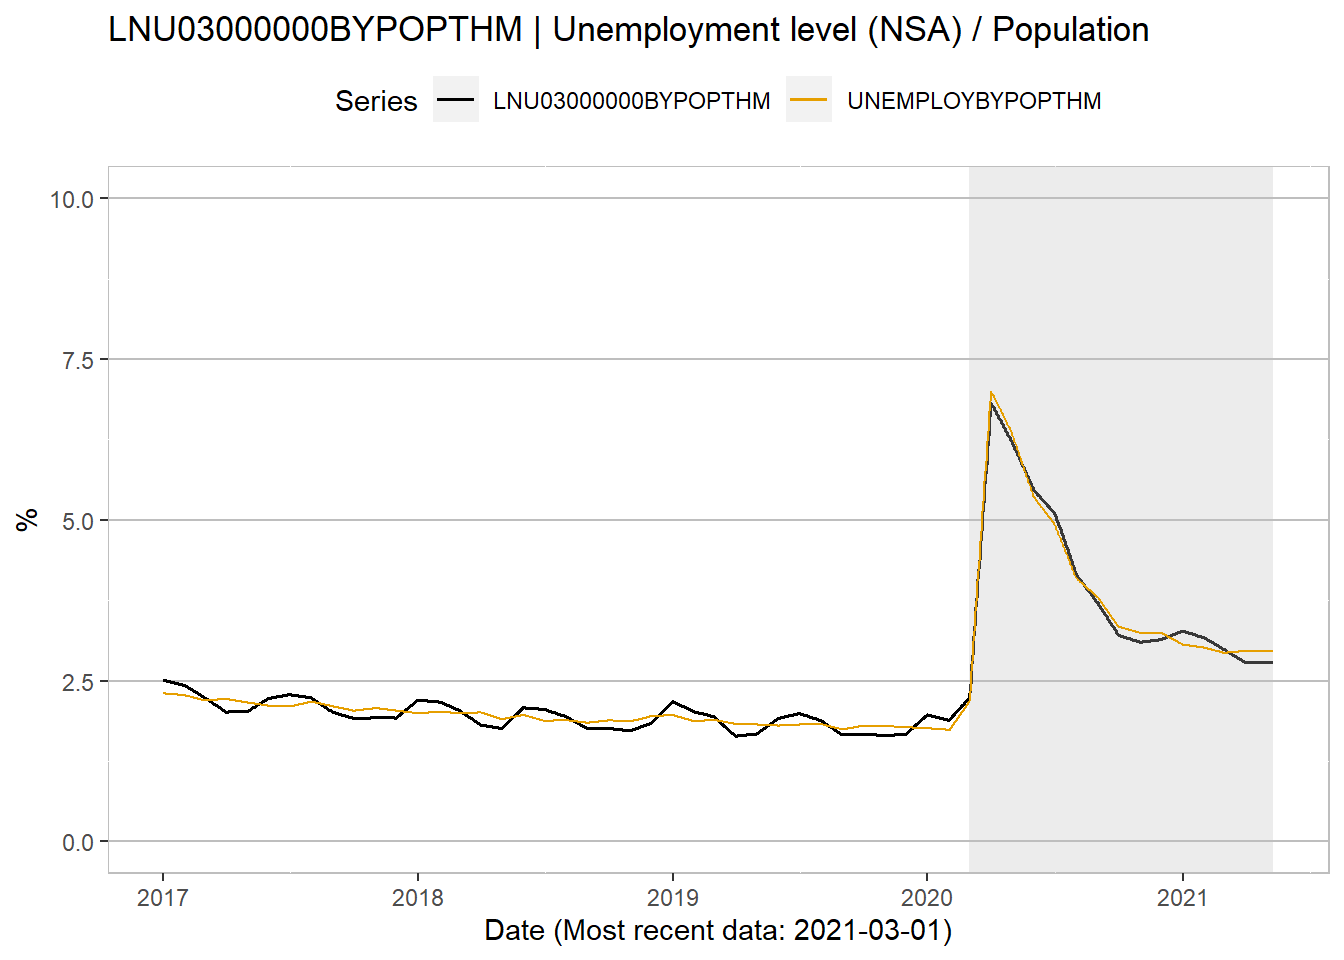 LNU03000000BYPOPTHM | Unemployment level (NSA) / Population
Series LNU03000000BYPOPTHM UNEMPLOYBYPOPTHM
10.0
7.5
5.0
2.5
0.0
%
2017 2018 2019 2020 2021
Date (Most recent data: 2021-03-01)